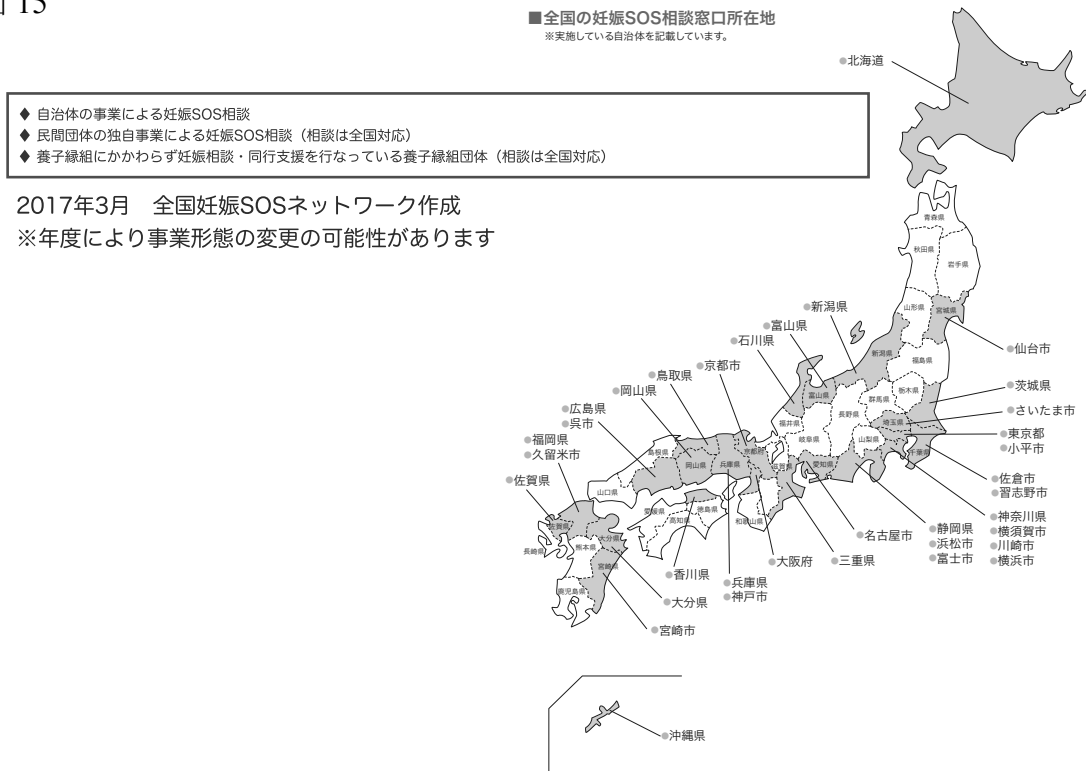 図 15
■全国の妊娠SOS相談窓口所在地
※実施している自治体を記載しています。
◆ 自治体の事業による妊娠SOS相談
◆ 民間団体の独自事業による妊娠SOS相談（相談は全国対応）
◆ 養子縁組にかかわらず妊娠相談・同行支援を行なっている養子縁組団体（相談は全国対応）
2017年3月　全国妊娠SOSネットワーク作成
※年度により事業形態の変更の可能性があります
●北海道
青森県
秋田県
岩手県
山形県
宮城県
●新潟県
●富山県
●石川県
●仙台市
新潟県
福島県
●京都市
●鳥取県
●岡山県
●茨城県
栃木県
群馬県
富山県
●広島県
●呉市
●さいたま市
長野県
埼玉県
福井県
●東京都
●小平市
●福岡県
●久留米市
岐阜県
山梨県
千葉県
島根県
京都府
岡山県
兵庫県
滋賀県
愛知県
●佐賀県
●佐倉市
●習志野市
山口県
愛媛県
徳島県
高知県
和歌山県
●神奈川県
●横須賀市
●川崎市
●横浜市
佐賀県
大分県
長崎県
熊本県
宮崎県
鹿児島県
●名古屋市
●静岡県
●浜松市
●富士市
●大阪府
●三重県
●香川県
●兵庫県
●神戸市
●大分県
●宮崎市
●沖縄県